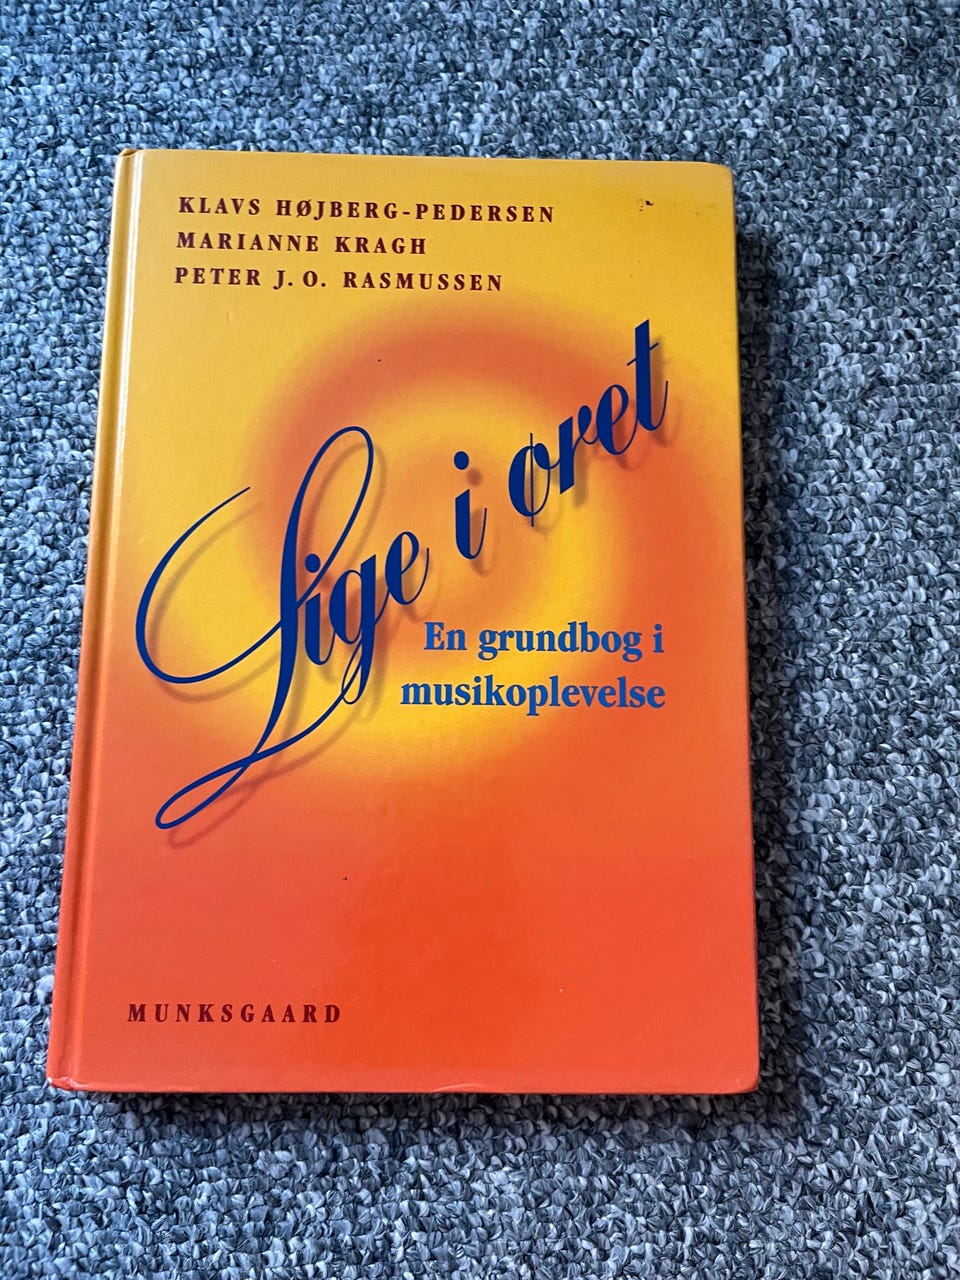 KLAVS HØJBERG-PEDERSEN
MARIANNE KRAGH
PETER J. O. RASMUSSEN
Lige i øret
En grundbog i
musikoplevelse
MUNKSGAARD